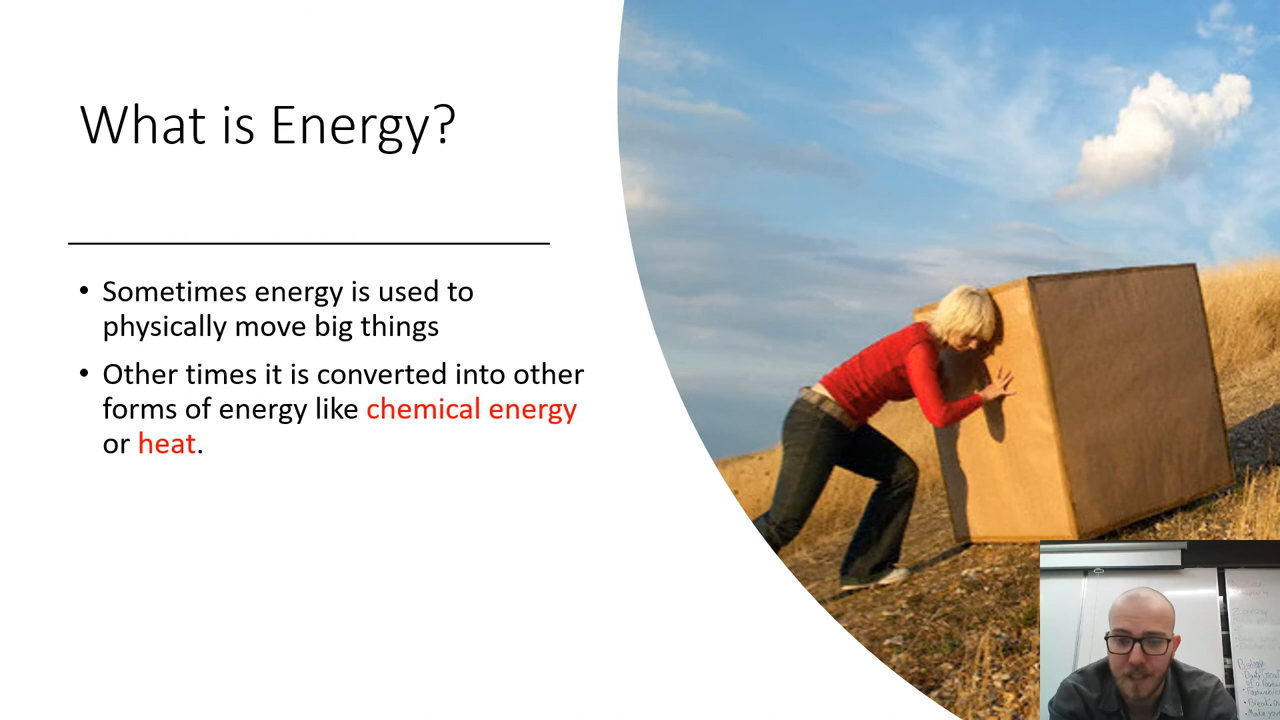 What is Energy?
• Sometimes energy is used to
physically move big things
• Other times it is converted into other
forms of energy like chemical energy
or heat.
Biology